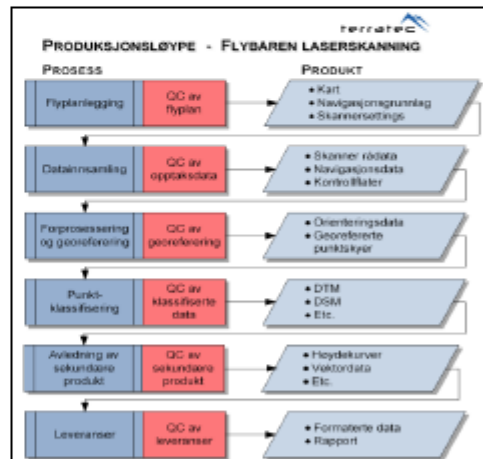 terratec
PRODUKSJONSLØYPE - FLYBÅREN LASERSKANNING
PROSESS
PRODUKT
Flyplanlegging
QC av
flyplan
• Kart
• Navigasjonsgrunnlag
• Skannersettings
Datainnsamling
QC av
opptaksdata
• Skanner rådata
• Navigasjonsdata
• Kontrollflater
Forprosessering
og georeferering
QC av
georeferering
• Orienteringsdata
• Georefererte
punktskyer
Punkt-
klassifisering
QC av
klassifiserte
data
• DTM
• DSM
• Etc.
Avledning av
sekundære
produkt
QC av
sekundære
produkt
• Høydekurver
• Vektordata
• Etc.
Leveranser
QC av
leveranser
• Formaterte data
• Rapport